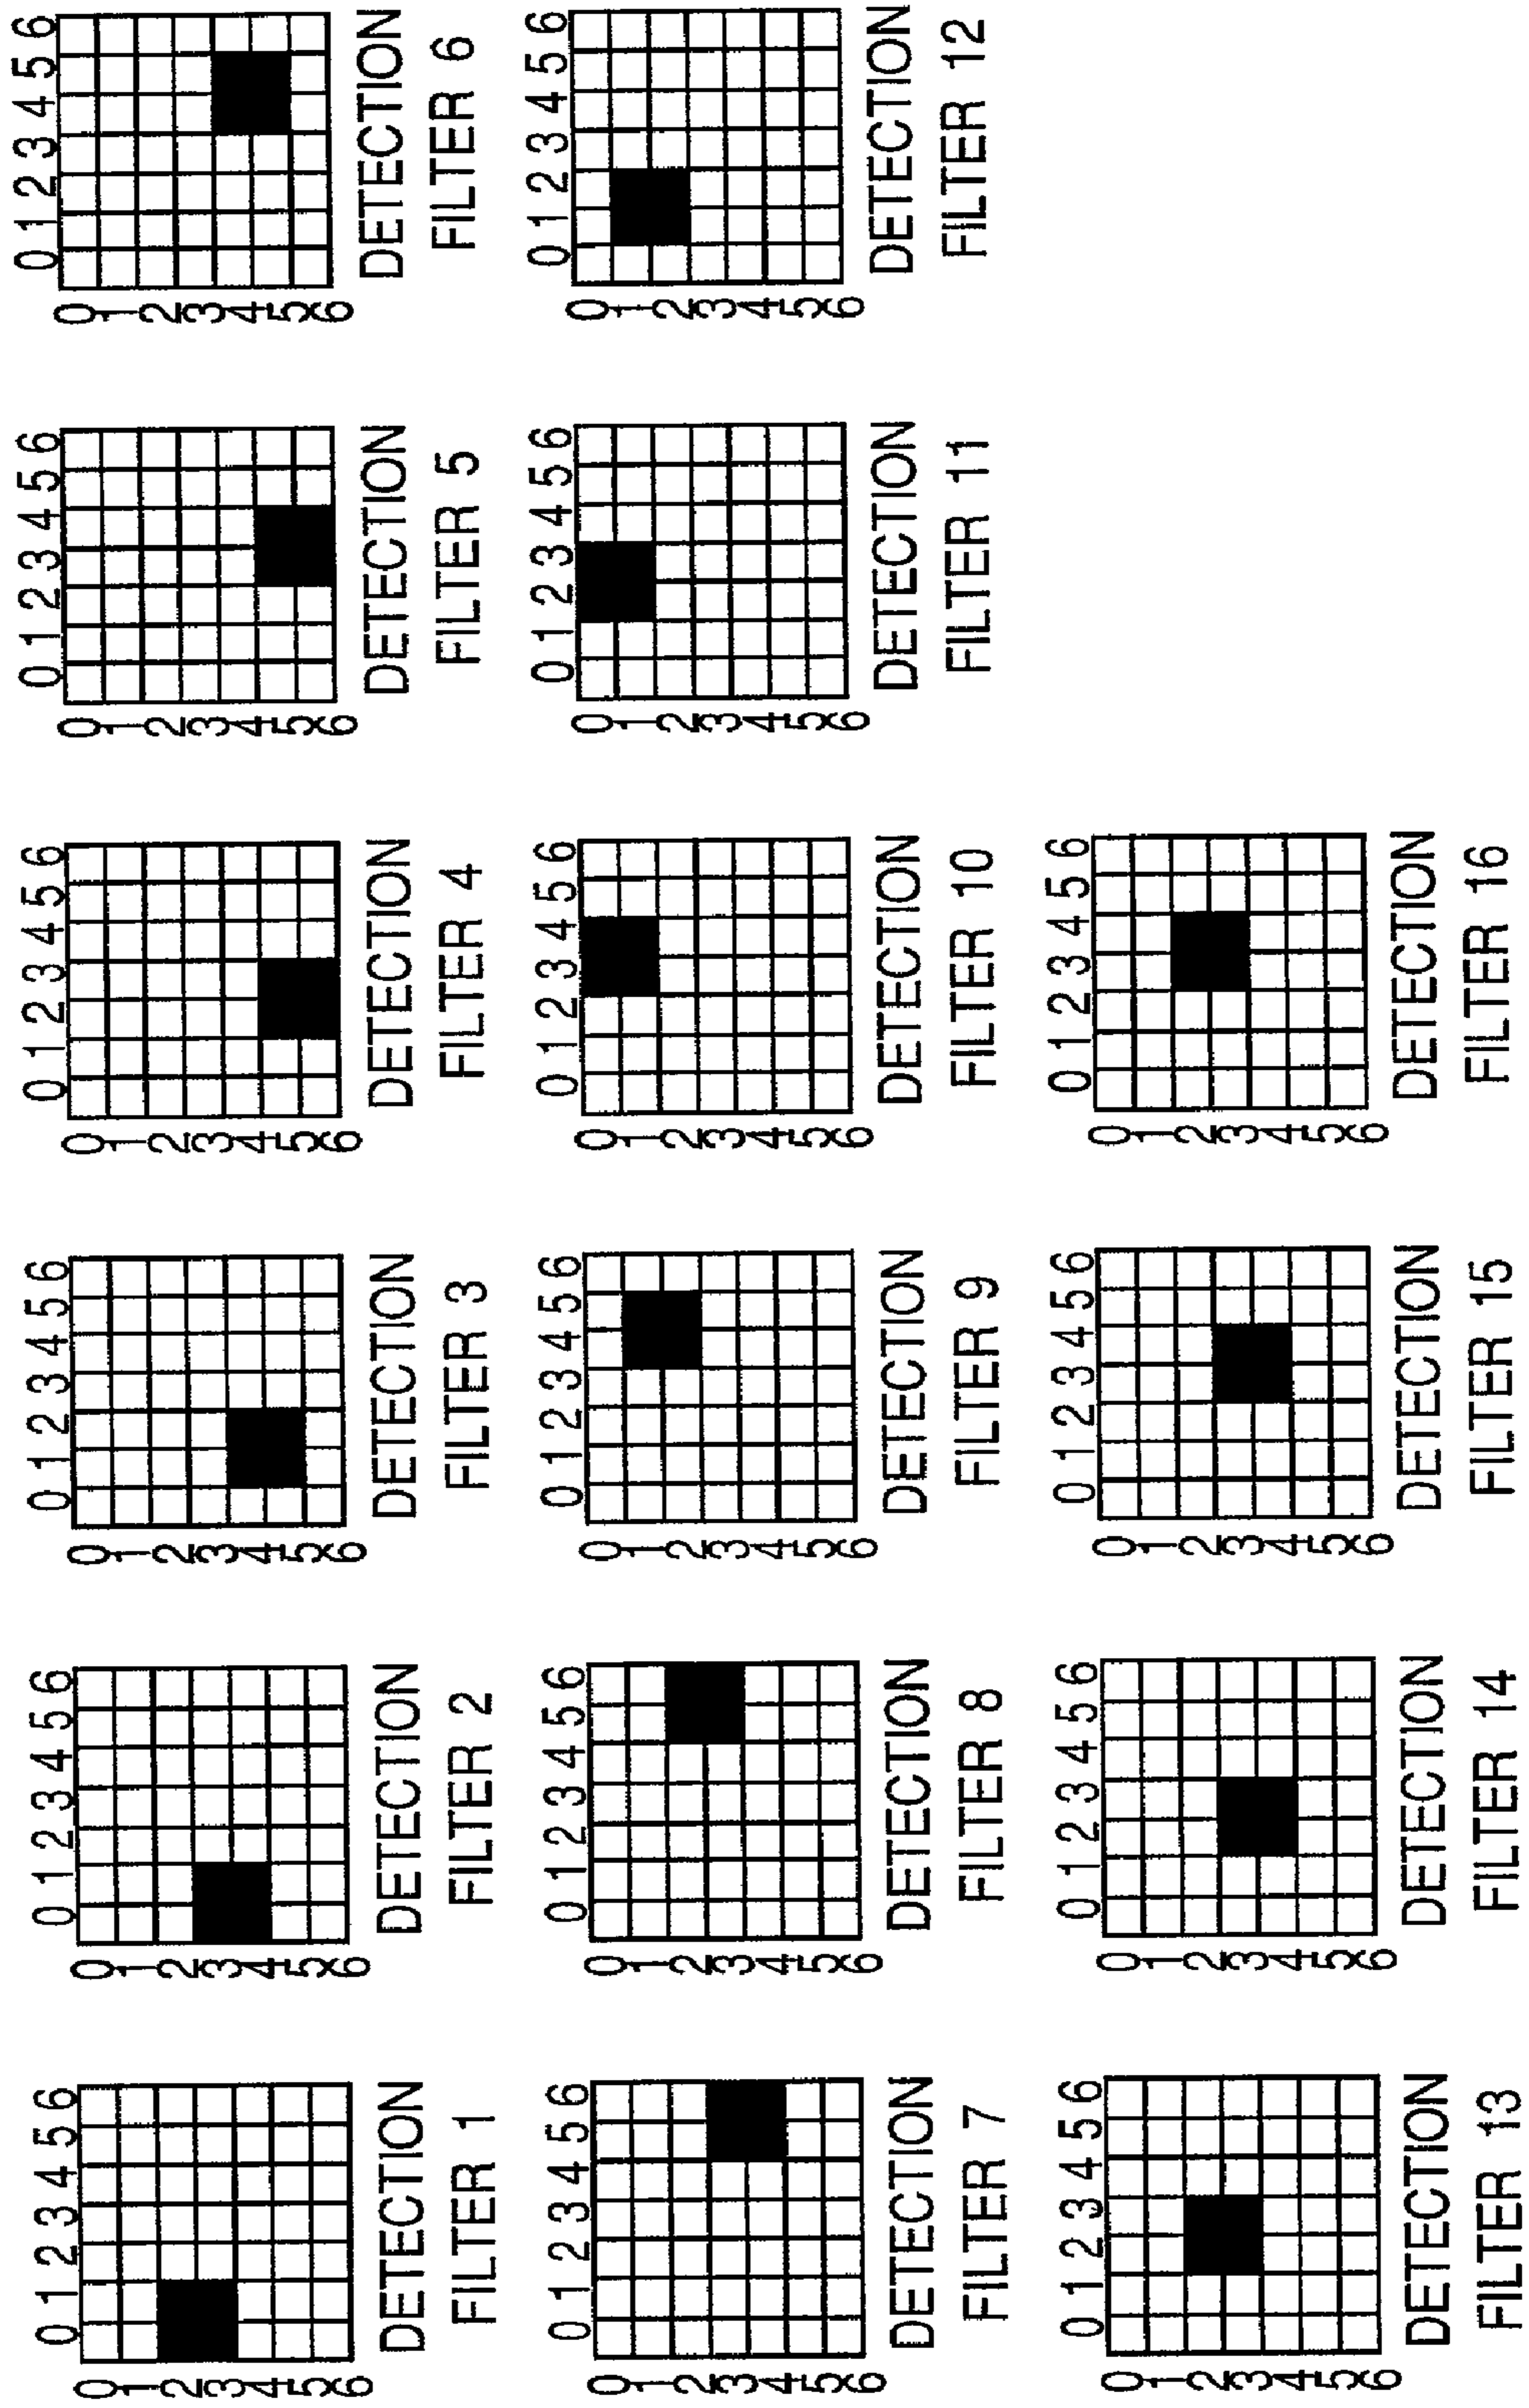 0 1 2 3 4 5 6
0 1 2 3 4 5 6
DETECTION
FILTER 1
0 1 2 3 4 5 6
0 1 2 3 4 5 6
DETECTION
FILTER 2
0 1 2 3 4 5 6
0 1 2 3 4 5 6
DETECTION
FILTER 3
0 1 2 3 4 5 6
0 1 2 3 4 5 6
DETECTION
FILTER 4
0 1 2 3 4 5 6
0 1 2 3 4 5 6
DETECTION
FILTER 5
0 1 2 3 4 5 6
0 1 2 3 4 5 6
DETECTION
FILTER 6
0 1 2 3 4 5 6
0 1 2 3 4 5 6
DETECTION
FILTER 7
0 1 2 3 4 5 6
0 1 2 3 4 5 6
DETECTION
FILTER 8
0 1 2 3 4 5 6
0 1 2 3 4 5 6
DETECTION
FILTER 9
0 1 2 3 4 5 6
0 1 2 3 4 5 6
DETECTION
FILTER 10
0 1 2 3 4 5 6
0 1 2 3 4 5 6
DETECTION
FILTER 11
0 1 2 3 4 5 6
0 1 2 3 4 5 6
DETECTION
FILTER 12
0 1 2 3 4 5 6
0 1 2 3 4 5 6
DETECTION
FILTER 13
0 1 2 3 4 5 6
0 1 2 3 4 5 6
DETECTION
FILTER 14
0 1 2 3 4 5 6
0 1 2 3 4 5 6
DETECTION
FILTER 15
0 1 2 3 4 5 6
0 1 2 3 4 5 6
DETECTION
FILTER 16